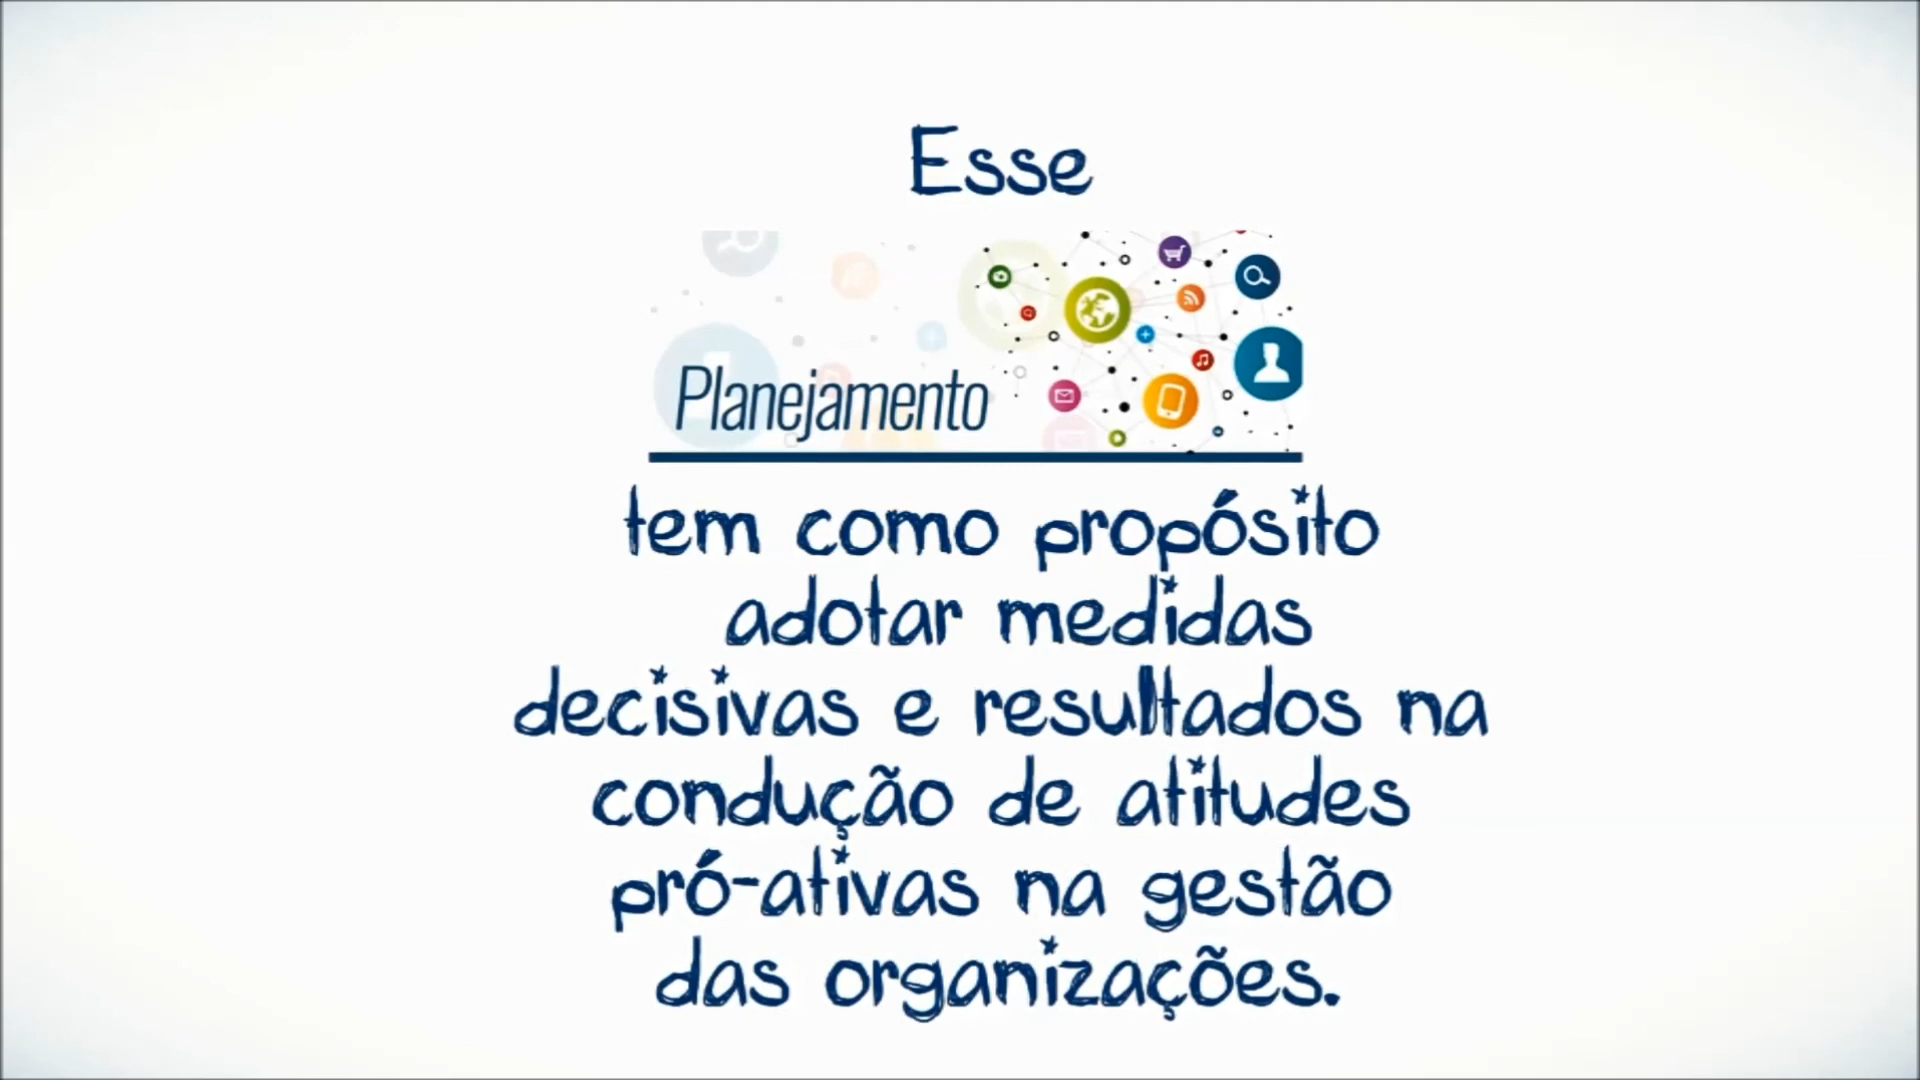 Esse
Planejamento
tem como propósito
adotar medidas
decisivas e resultados na
condução de atitudes
pró-ativas na gestão
das organizações.